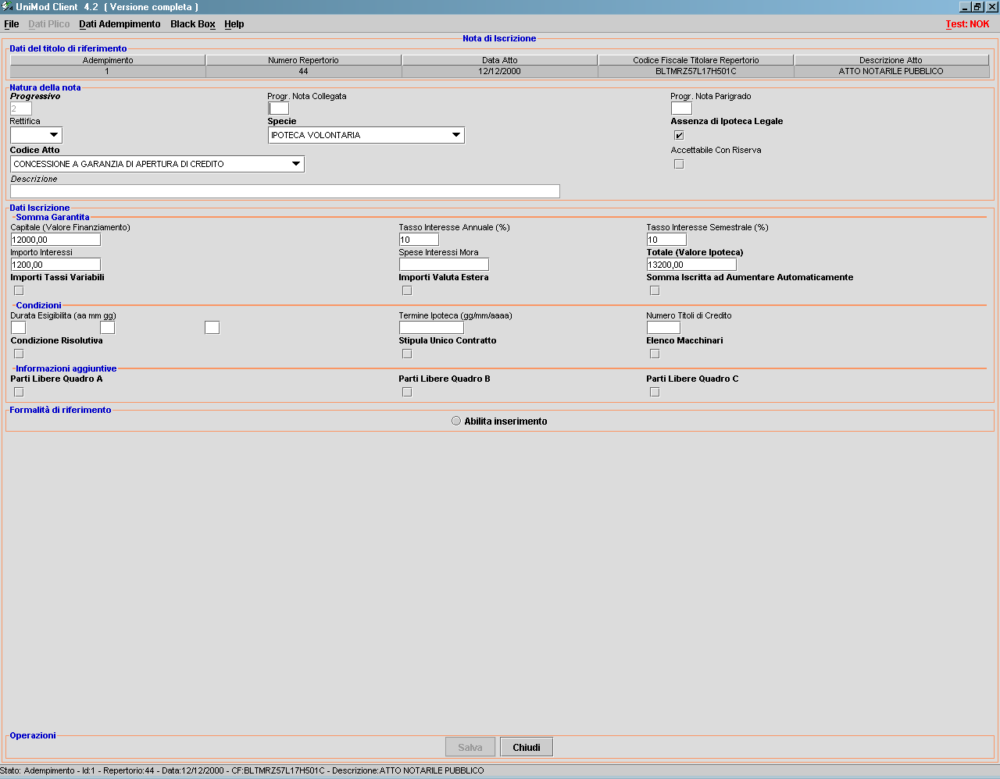 UniMod Client 4.2 ( Versione completa )
File Dati Plico Dati Adempimento Black Box Help Test: NOK
Nota di Iscrizione
Dati del titolo di riferimento
Adempimento Numero Repertorio Data Atto Codice Fiscale Titolare Repertorio Descrizione Atto
1 44 12/12/2000 BLTMRZ57L17H501C ATTO NOTARILE PUBBLICO
Natura della nota
Progressivo Progr. Nota Collegata Progr. Nota Parigrado
2
Rettifica Specie Assenza di Ipoteca Legale
IPOTECA VOLONTARIA
Codice Atto Accettabile Con Riserva
CONCESSIONE A GARANZIA DI APERTURA DI CREDITO
Descrizione
Dati Iscrizione
Somma Garantita
Capitale (Valore Finanziamento) Tasso Interesse Annuale (%) Tasso Interesse Semestrale (%)
12000,00 10 10
Importo Interessi Spese Interessi Mora Totale (Valore Ipoteca)
1200,00 13200,00
Importi Tassi Variabili Importi Valuta Estera Somma Iscritta ad Aumentare Automaticamente
Condizioni
Durata Esigibilita (aa mm gg) Termine Ipoteca (gg/mm/aaaa) Numero Titoli di Credito
Condizione Risolutiva Stipula Unico Contratto Elenco Macchinari
Informazioni aggiuntive
Parti Libere Quadro A Parti Libere Quadro B Parti Libere Quadro C
Formalità di riferimento
Abilita inserimento
Operazioni
Salva Chiudi
Stato: Adempimento - Id:1 - Repertorio:44 - Data:12/12/2000 - CF:BLTMRZ57L17H501C - Descrizione:ATTO NOTARILE PUBBLICO